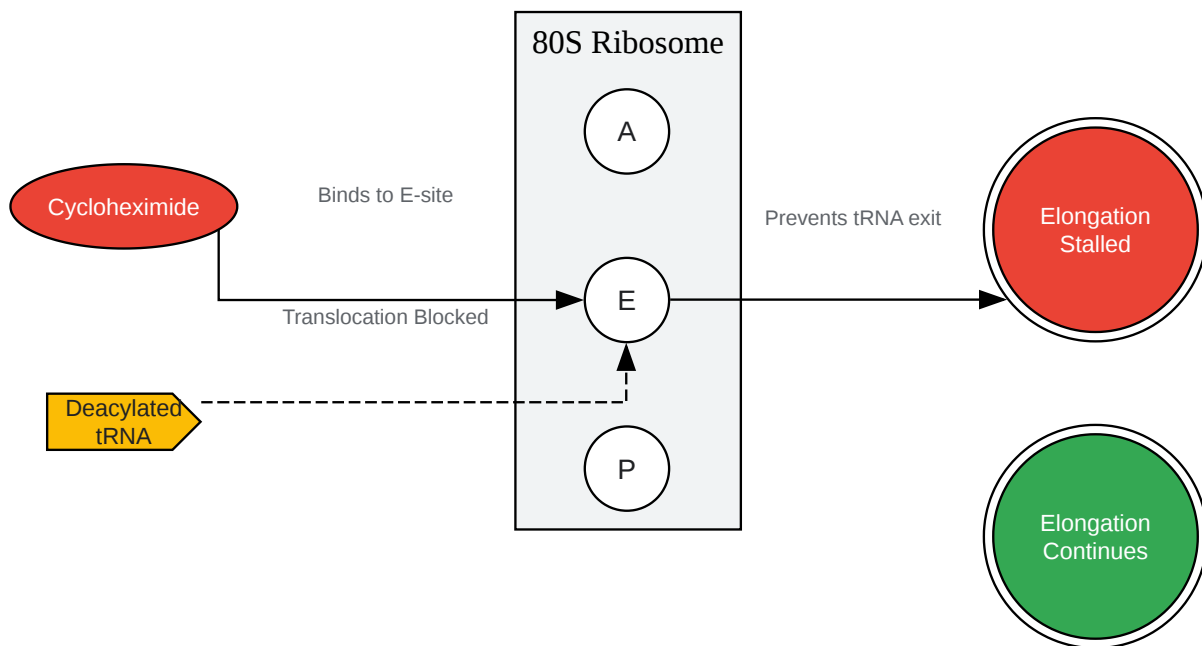 80S Ribosome
A
Cycloheximide
Binds to E-site
Prevents tRNA exit
Elongation
Stalled
E
Translocation Blocked
Deacylated
tRNA
P
Elongation
Continues